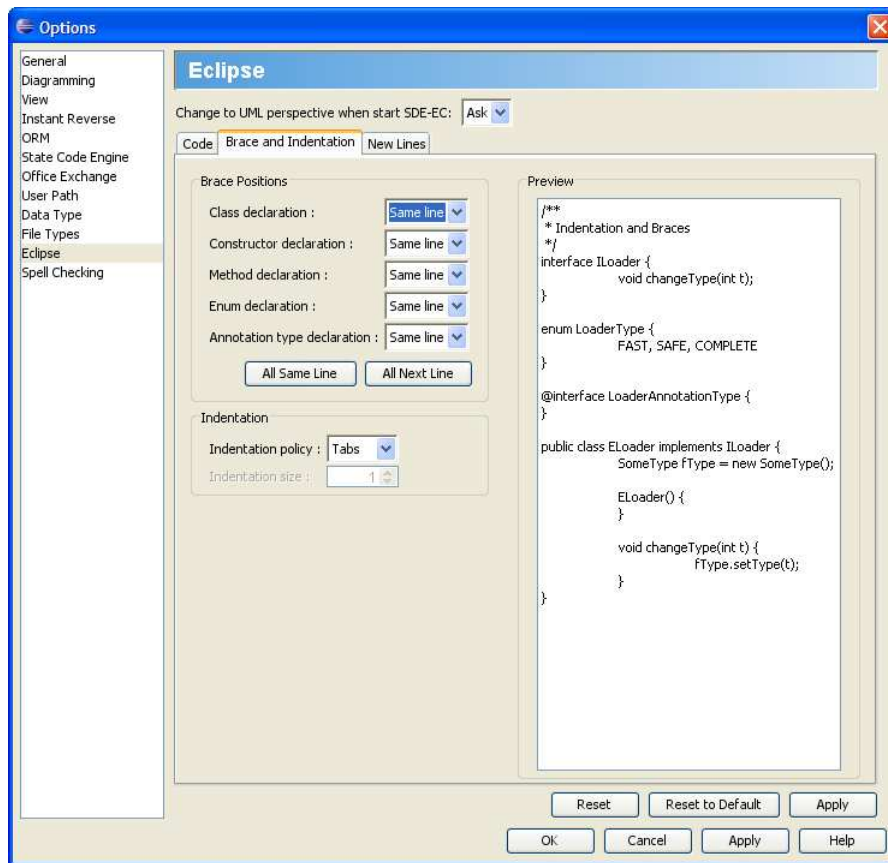 Options
General
Diagramming
View
Instant Reverse
ORM
State Code Engine
Office Exchange
User Path
Data Type
File Types
Eclipse
Spell Checking
Eclipse
Change to UML perspective when start SDE-EC: Ask
Code Brace and Indentation New Lines
Brace Positions
Class declaration : Same line
Constructor declaration : Same line
Method declaration : Same line
Enum declaration : Same line
Annotation type declaration : Same line
All Same Line All Next Line
Indentation
Indentation policy : Tabs
Indentation size : 1
Preview
/**
 * Indentation and Braces
 */
interface ILoader {
void changeType(int t);
}
enum LoaderType {
FAST, SAFE, COMPLETE
}
@interface LoaderAnnotationType {
}
public class ELoader implements ILoader {
SomeType fType = new SomeType();
ELoader() {
}
void changeType(int t) {
fType.setType(t);
}
}
Reset Reset to Default Apply
OK Cancel Apply Help